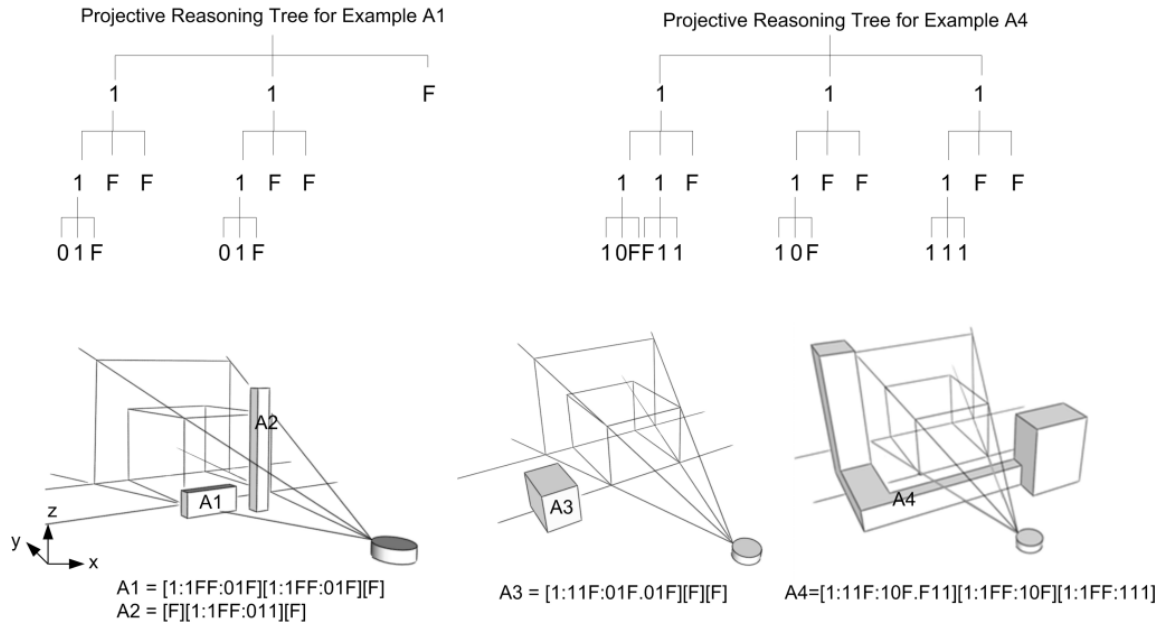 Projective Reasoning Tree for Example A1
1 1 F
1 F F 1 F F
0 1 F 0 1 F
Projective Reasoning Tree for Example A4
1 1 1
1 1 F 1 F F 1 F F
1 0 F F 1 1 1 0 F 1 1 1
A2
A1
z
y
x
A1 = [1:1FF:01F][1:1FF:01F][F]
A2 = [F][1:1FF:011][F]
A3
A3 = [1:11F:01F.01F][F][F]
A4
A4=[1:11F:10F.F11][1:1FF:10F][1:1FF:111]